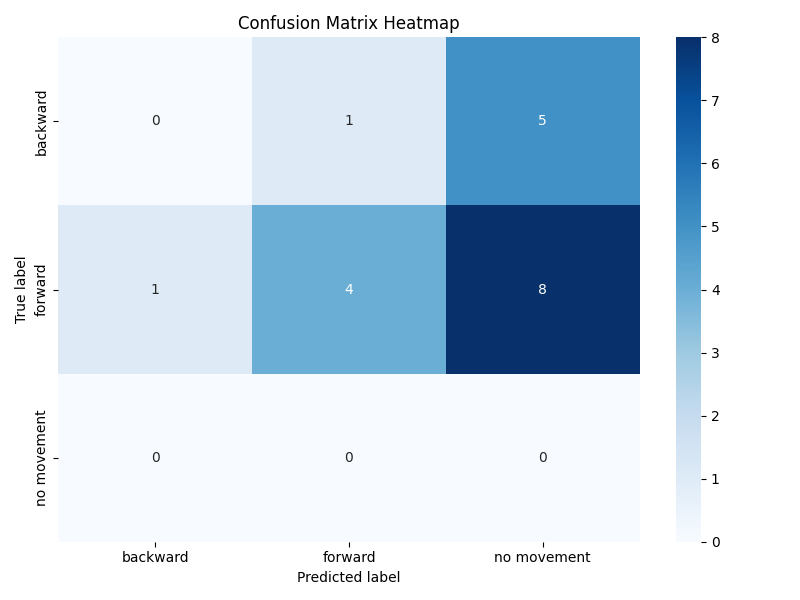 Confusion Matrix Heatmap
True label
backward
0 1 5
forward
1 4 8
no movement
0 0 0
backward forward no movement
Predicted label
8
7
6
5
4
3
2
1
0